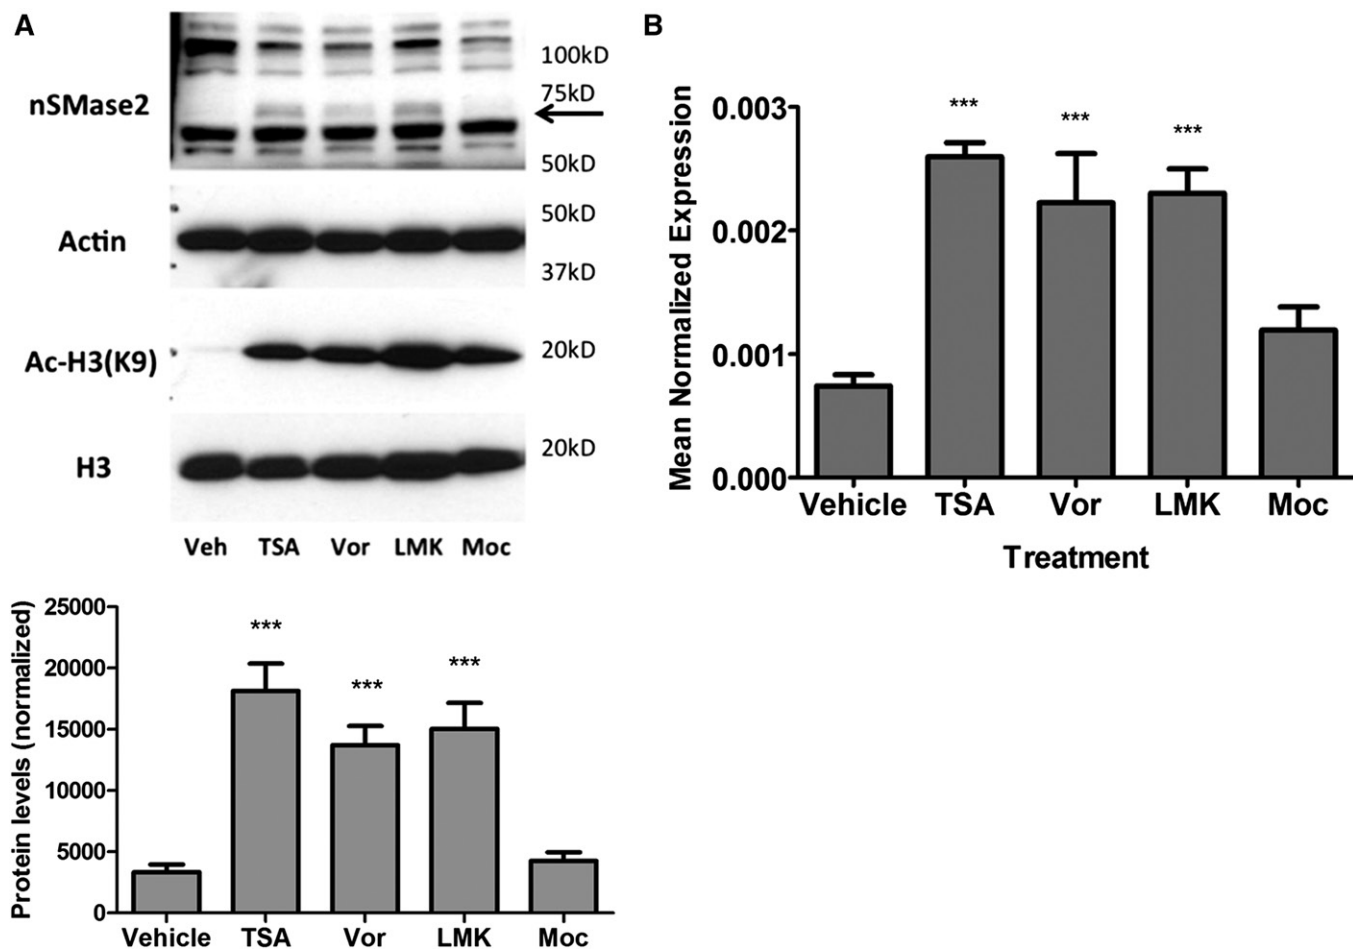 A
nSMase2
100kD
75kD
50kD
Actin
50kD
37kD
Ac-H3(K9)
20kD
H3
20kD
Veh TSA Vor LMK Moc
Protein levels (normalized)
25000
20000
15000
10000
5000
0
*** *** ***
Vehicle TSA Vor LMK Moc
B
Mean Normalized Expression
0.003
0.002
0.001
0.000
*** *** ***
Vehicle TSA Vor LMK Moc
Treatment